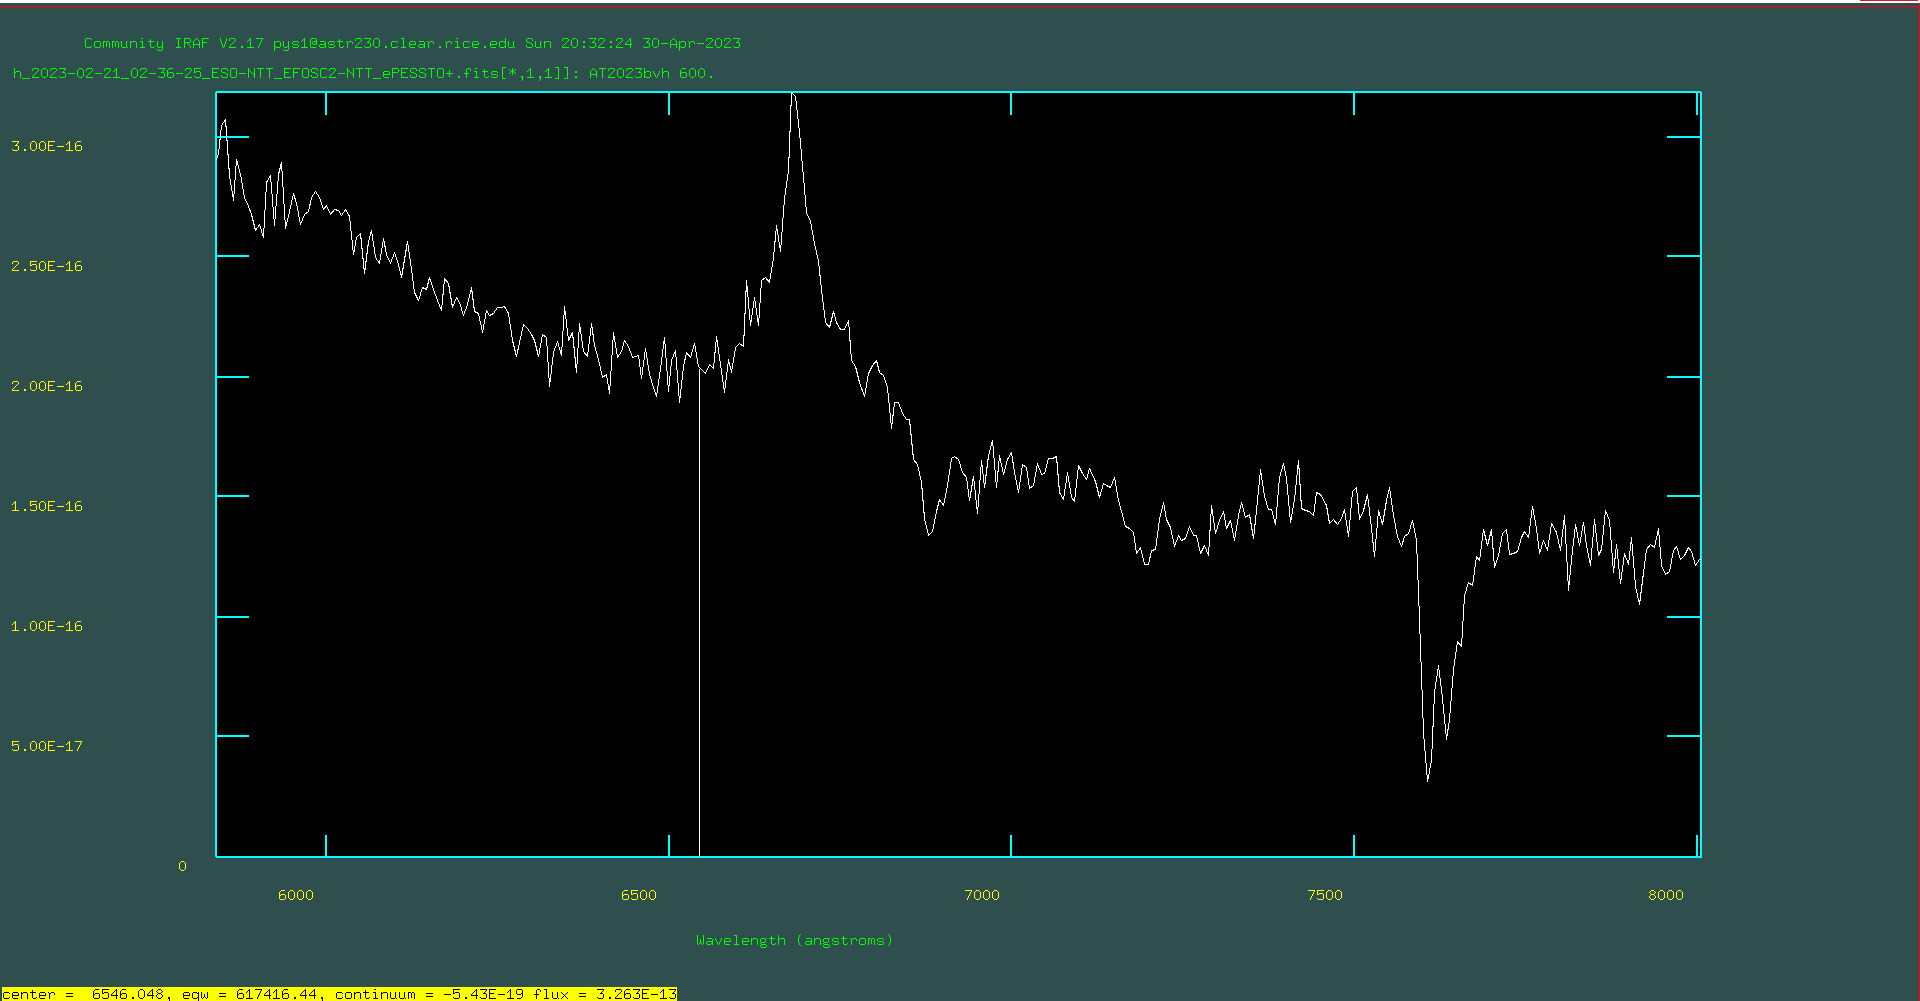 Community IRAF V2.17 pys1@astr230.clear.rice.edu Sun 20:32:24 30-Apr-2023
h_2023-02-21_02-36-25_ESO-NTT_EFOSC2-NTT_ePESSTO+.fits[*,1,1]]: AT2023bvh 600.
3.00E-16
2.50E-16
2.00E-16
1.50E-16
1.00E-16
5.00E-17
0
6000 6500 7000 7500 8000
Wavelength (angstroms)
center = 6546.048, eqw = 617416.44, continuum = -5.43E-19 flux = 3.263E-13